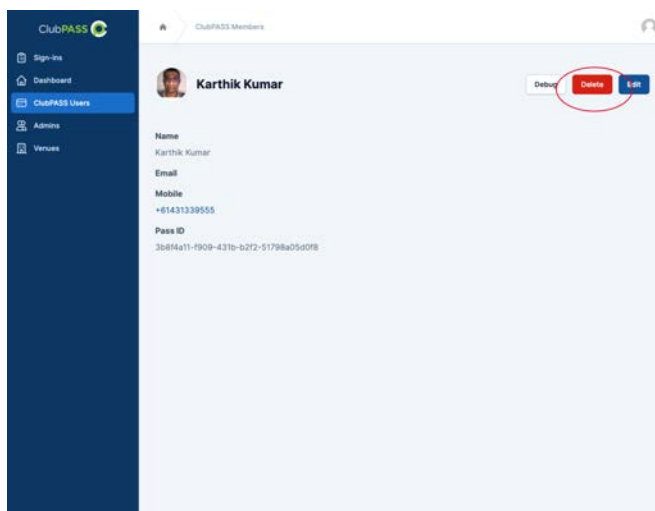 ClubPASS
ClubPASS Members
Sign-ins
Dashboard
ClubPASS Users
Admins
Venues
Karthik Kumar
Debug
Delete
Edit
Name
Karthik Kumar
Email
Mobile
+61431339555
Pass ID
3b8f4a11-f909-431b-b2f2-51798a05d0f8